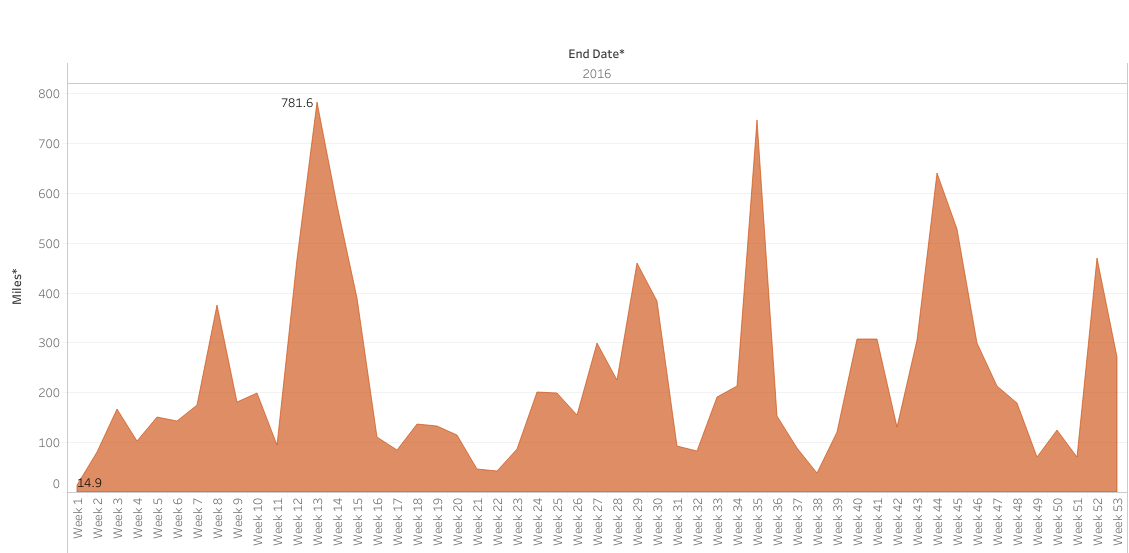 End Date*
2016
Miles*
800
700
600
500
400
300
200
100
0
781.6
14.9
Week 1
Week 2
Week 3
Week 4
Week 5
Week 6
Week 7
Week 8
Week 9
Week 10
Week 11
Week 12
Week 13
Week 14
Week 15
Week 16
Week 17
Week 18
Week 19
Week 20
Week 21
Week 22
Week 23
Week 24
Week 25
Week 26
Week 27
Week 28
Week 29
Week 30
Week 31
Week 32
Week 33
Week 34
Week 35
Week 36
Week 37
Week 38
Week 39
Week 40
Week 41
Week 42
Week 43
Week 44
Week 45
Week 46
Week 47
Week 48
Week 49
Week 50
Week 51
Week 52
Week 53